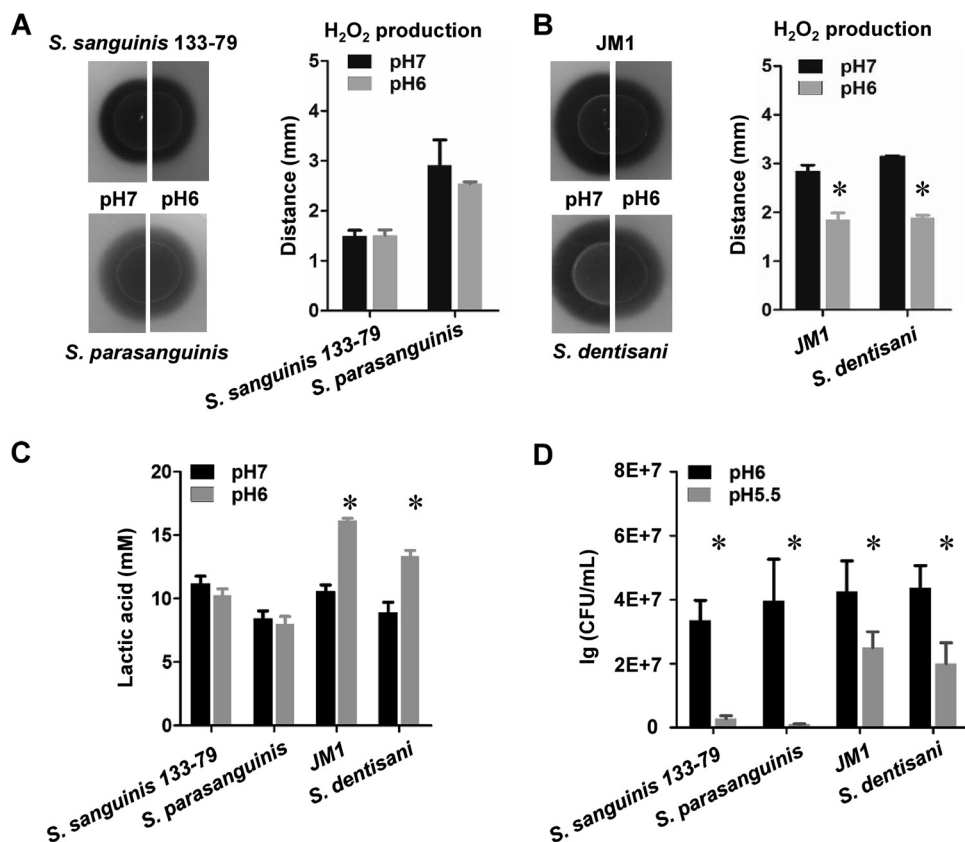 A
S. sanguinis 133-79
pH7 pH6
S. parasanguinis
H₂O₂ production
pH7
pH6
Distance (mm)
5
4
3
2
1
0
S. sanguinis 133-79
S. parasanguinis
B
JM1
pH7 pH6
S. dentisani
H₂O₂ production
pH7
pH6
Distance (mm)
5
4
3
2
1
0
* *
JM1
S. dentisani
C
pH7
pH6
Lactic acid (mM)
20
15
10
5
0
* *
S. sanguinis 133-79
S. parasanguinis
JM1
S. dentisani
D
pH6
pH5.5
lg (CFU/mL)
8E+7
6E+7
4E+7
2E+7
0
* * * *
S. sanguinis 133-79
S. parasanguinis
JM1
S. dentisani